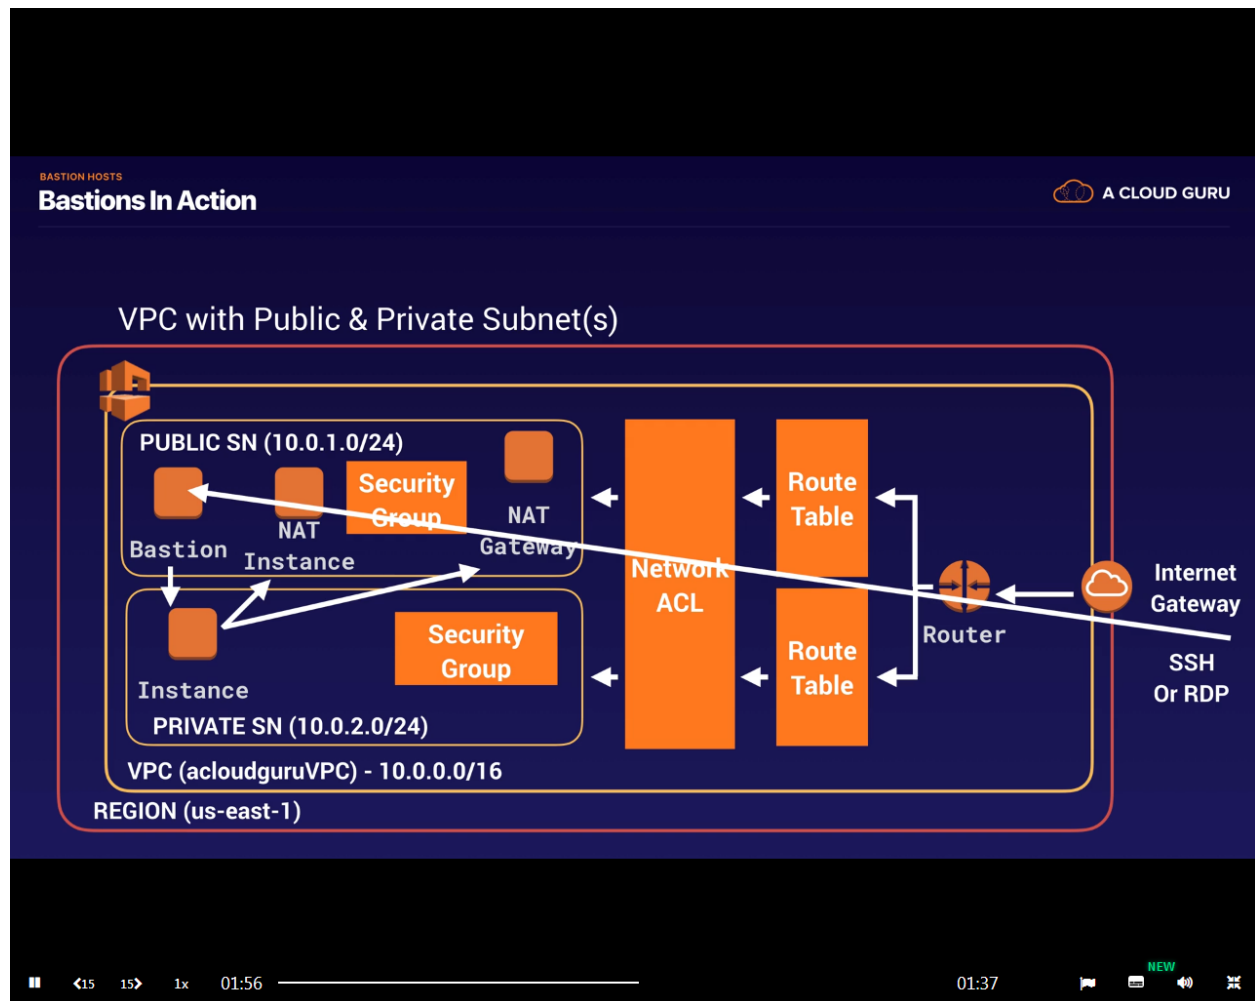 BASTION HOSTS
Bastions In Action
A CLOUD GURU
VPC with Public & Private Subnet(s)
PUBLIC SN (10.0.1.0/24)
Security
Group
NAT
Gateway
NAT
Instance
Bastion
Route
Table
Network
ACL
Internet
Gateway
Router
Security
Group
Route
Table
SSH
Or RDP
Instance
PRIVATE SN (10.0.2.0/24)
VPC (acloudguruVPC) - 10.0.0.0/16
REGION (us-east-1)
NEW
15
15
1x
01:56
01:37